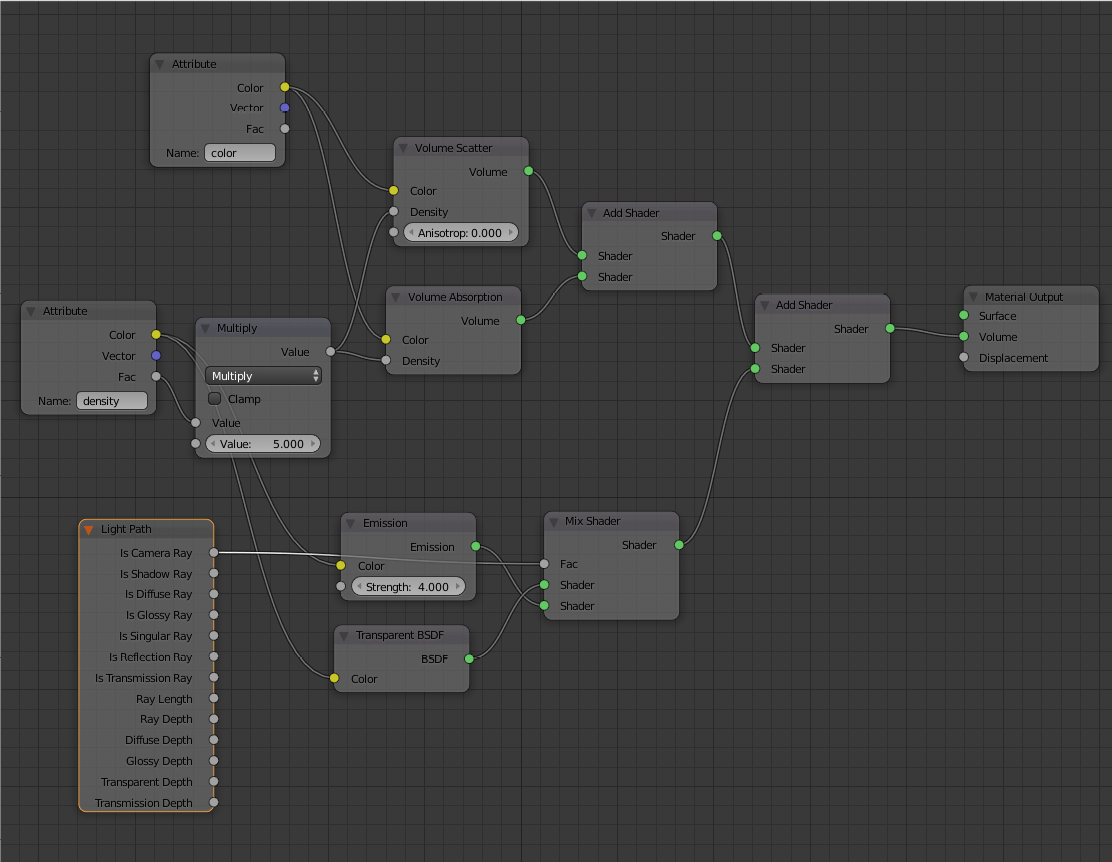 Attribute
Color
Vector
Fac
Name: color
Volume Scatter
Volume
Color
Density
Anisotrop: 0.000
Add Shader
Shader
Shader
Shader
Attribute
Color
Vector
Fac
Name: density
Multiply
Value
Multiply
Clamp
Value
Value: 5.000
Volume Absorption
Volume
Color
Density
Add Shader
Shader
Shader
Shader
Material Output
Surface
Volume
Displacement
Light Path
Is Camera Ray
Is Shadow Ray
Is Diffuse Ray
Is Glossy Ray
Is Singular Ray
Is Reflection Ray
Is Transmission Ray
Ray Length
Ray Depth
Diffuse Depth
Glossy Depth
Transparent Depth
Transmission Depth
Emission
Emission
Color
Strength: 4.000
Transparent BSDF
BSDF
Color
Mix Shader
Shader
Fac
Shader
Shader